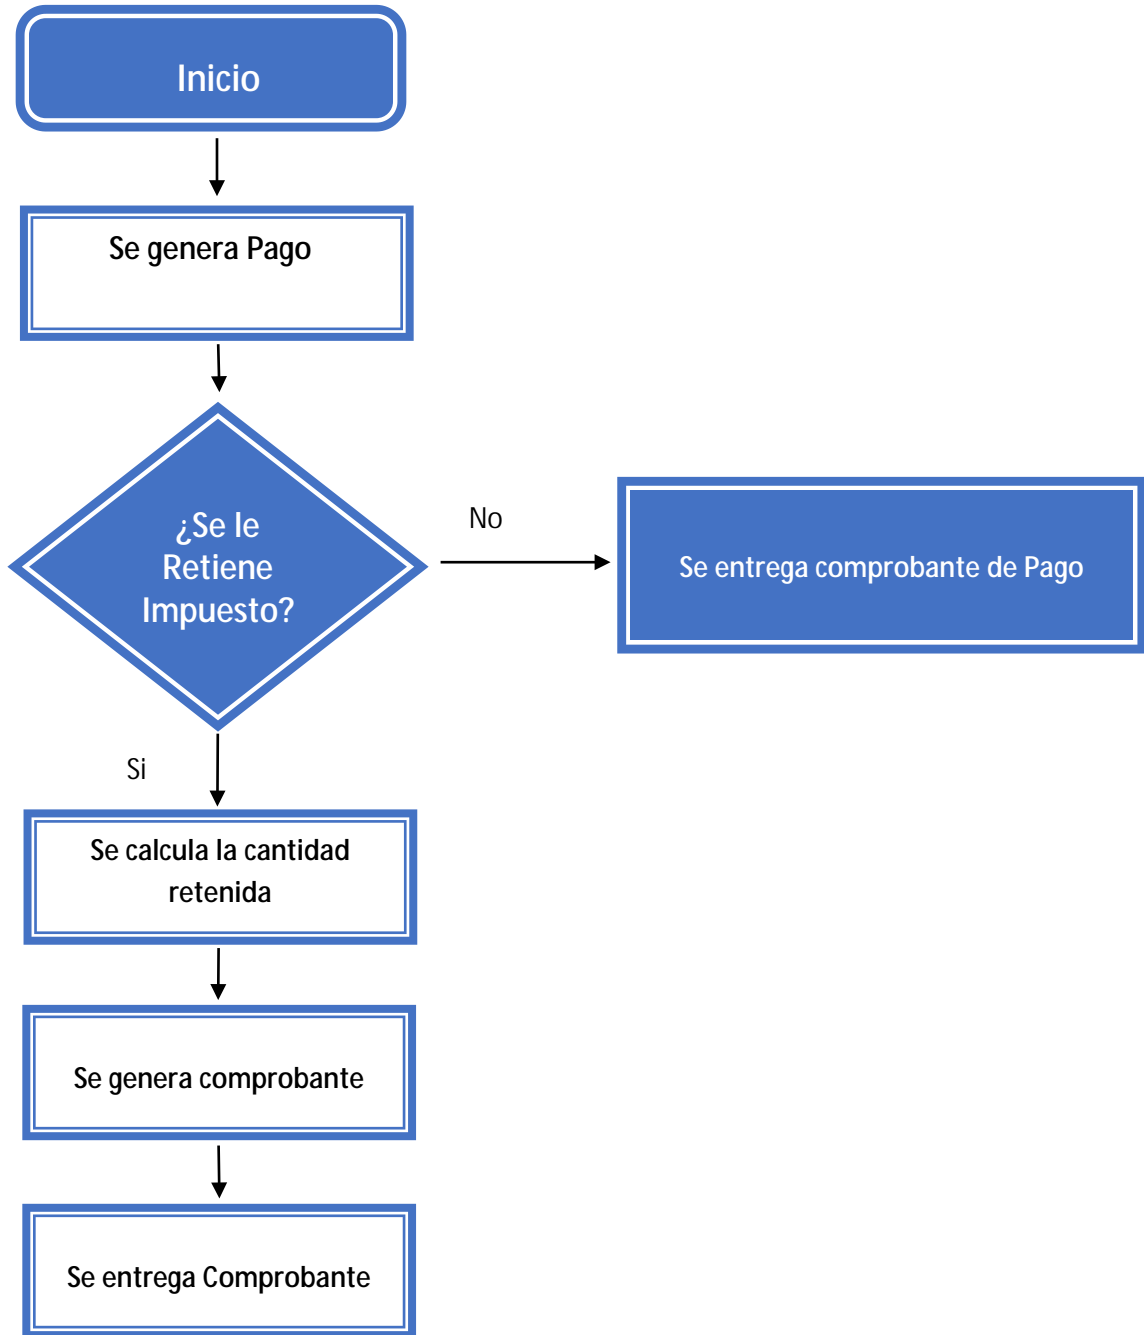 Inicio
Se genera Pago
¿Se le
Retiene
Impuesto?
No
Se entrega comprobante de Pago
Si
Se calcula la cantidad
retenida
Se genera comprobante
Se entrega Comprobante